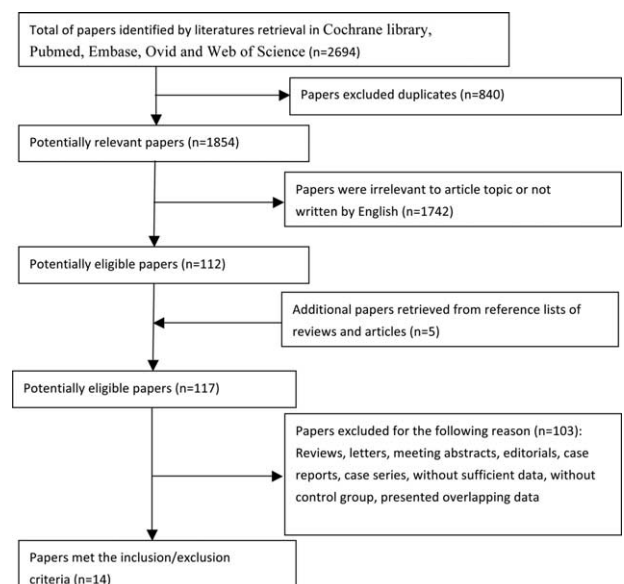 Total of papers identified by literatures retrieval in Cochrane library,
Pubmed, Embase, Ovid and Web of Science (n=2694)
Papers excluded duplicates (n=840)
Potentially relevant papers (n=1854)
Papers were irrelevant to article topic or not
written by English (n=1742)
Potentially eligible papers (n=112)
Additional papers retrieved from reference lists of
reviews and articles (n=5)
Potentially eligible papers (n=117)
Papers excluded for the following reason (n=103):
Reviews, letters, meeting abstracts, editorials, case
reports, case series, without sufficient data, without
control group, presented overlapping data
Papers met the inclusion/exclusion
criteria (n=14)